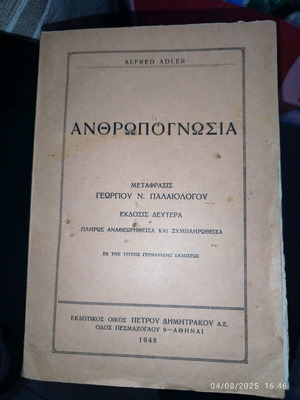 ALFRED ADLER
ΑΝΘΡΩΠΟΓΝΩΣΙΑ
ΜΕΤΑΦΡΑΣΙΣ
ΓΕΩΡΓΙΟΥ Ν. ΠΑΛΑΙΟΛΟΓΟΥ
ΕΚΔΟΣΙΣ ΔΕΥΤΕΡΑ
ΠΛΗΡΩΣ ΑΝΑΘΕΩΡΗΘΕΙΣΑ ΚΑΙ ΣΥΜΠΛΗΡΩΘΕΙΣΑ
ΕΚ ΤΗΣ ΤΡΙΤΗΣ ΓΕΡΜΑΝΙΚΗΣ ΕΚΔΟΣΕΩΣ
ΕΚΔΟΤΙΚΟΣ ΟΙΚΟΣ ΠΕΤΡΟΥ ΔΗΜΗΤΡΑΚΟΥ Α.Ε.
ΟΔΟΣ ΠΕΣΜΑΖΟΓΛΟΥ 9-ΑΘΗΝΑΙ
1948
04/08/2025 16:46